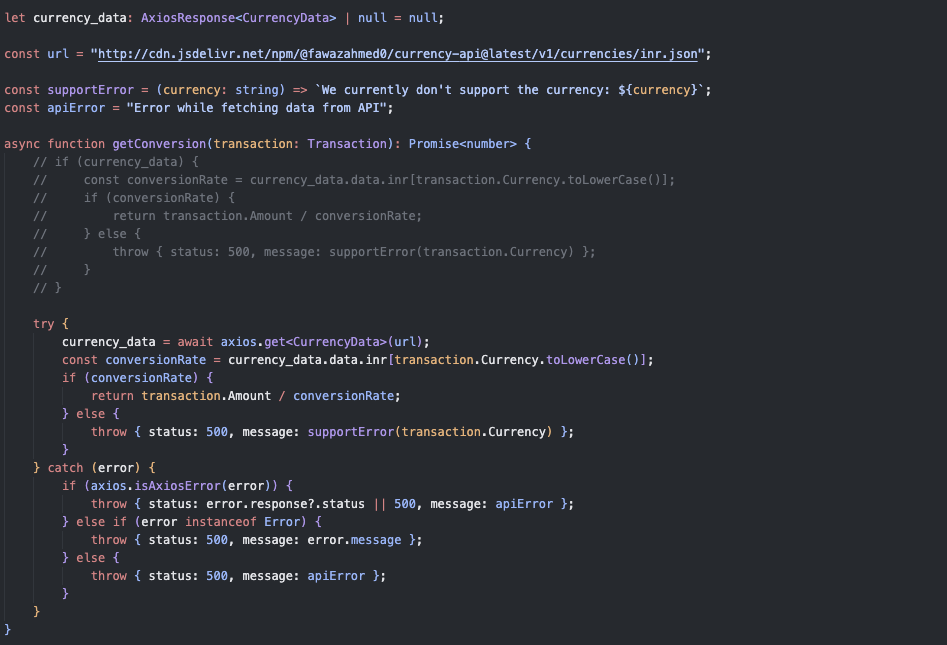 let currency_data: AxiosResponse<CurrencyData> | null = null;

const url = "http://cdn.jsdelivr.net/npm/@fawazahmed0/currency-api@latest/v1/currencies/inr.json";

const supportError = (currency: string) => `We currently don't support the currency: ${currency}`;
const apiError = "Error while fetching data from API";

async function getConversion(transaction: Transaction): Promise<number> {
    // if (currency_data) {
    //     const conversionRate = currency_data.data.inr[transaction.Currency.toLowerCase()];
    //     if (conversionRate) {
    //         return transaction.Amount / conversionRate;
    //     } else {
    //         throw { status: 500, message: supportError(transaction.Currency) };
    //     }
    // }

    try {
        currency_data = await axios.get<CurrencyData>(url);
        const conversionRate = currency_data.data.inr[transaction.Currency.toLowerCase()];
        if (conversionRate) {
            return transaction.Amount / conversionRate;
        } else {
            throw { status: 500, message: supportError(transaction.Currency) };
        }
    } catch (error) {
        if (axios.isAxiosError(error)) {
            throw { status: error.response?.status || 500, message: apiError };
        } else if (error instanceof Error) {
            throw { status: 500, message: error.message };
        } else {
            throw { status: 500, message: apiError };
        }
    }
}